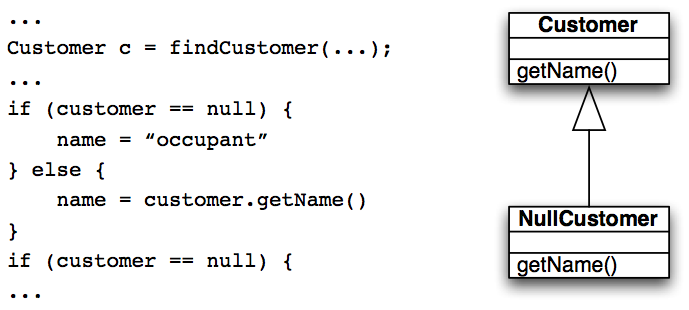 ...
Customer c = findCustomer(...);
...
if (customer == null) {
    name = “occupant”
} else {
    name = customer.getName()
}
if (customer == null) {
...
Customer
getName()
NullCustomer
getName()